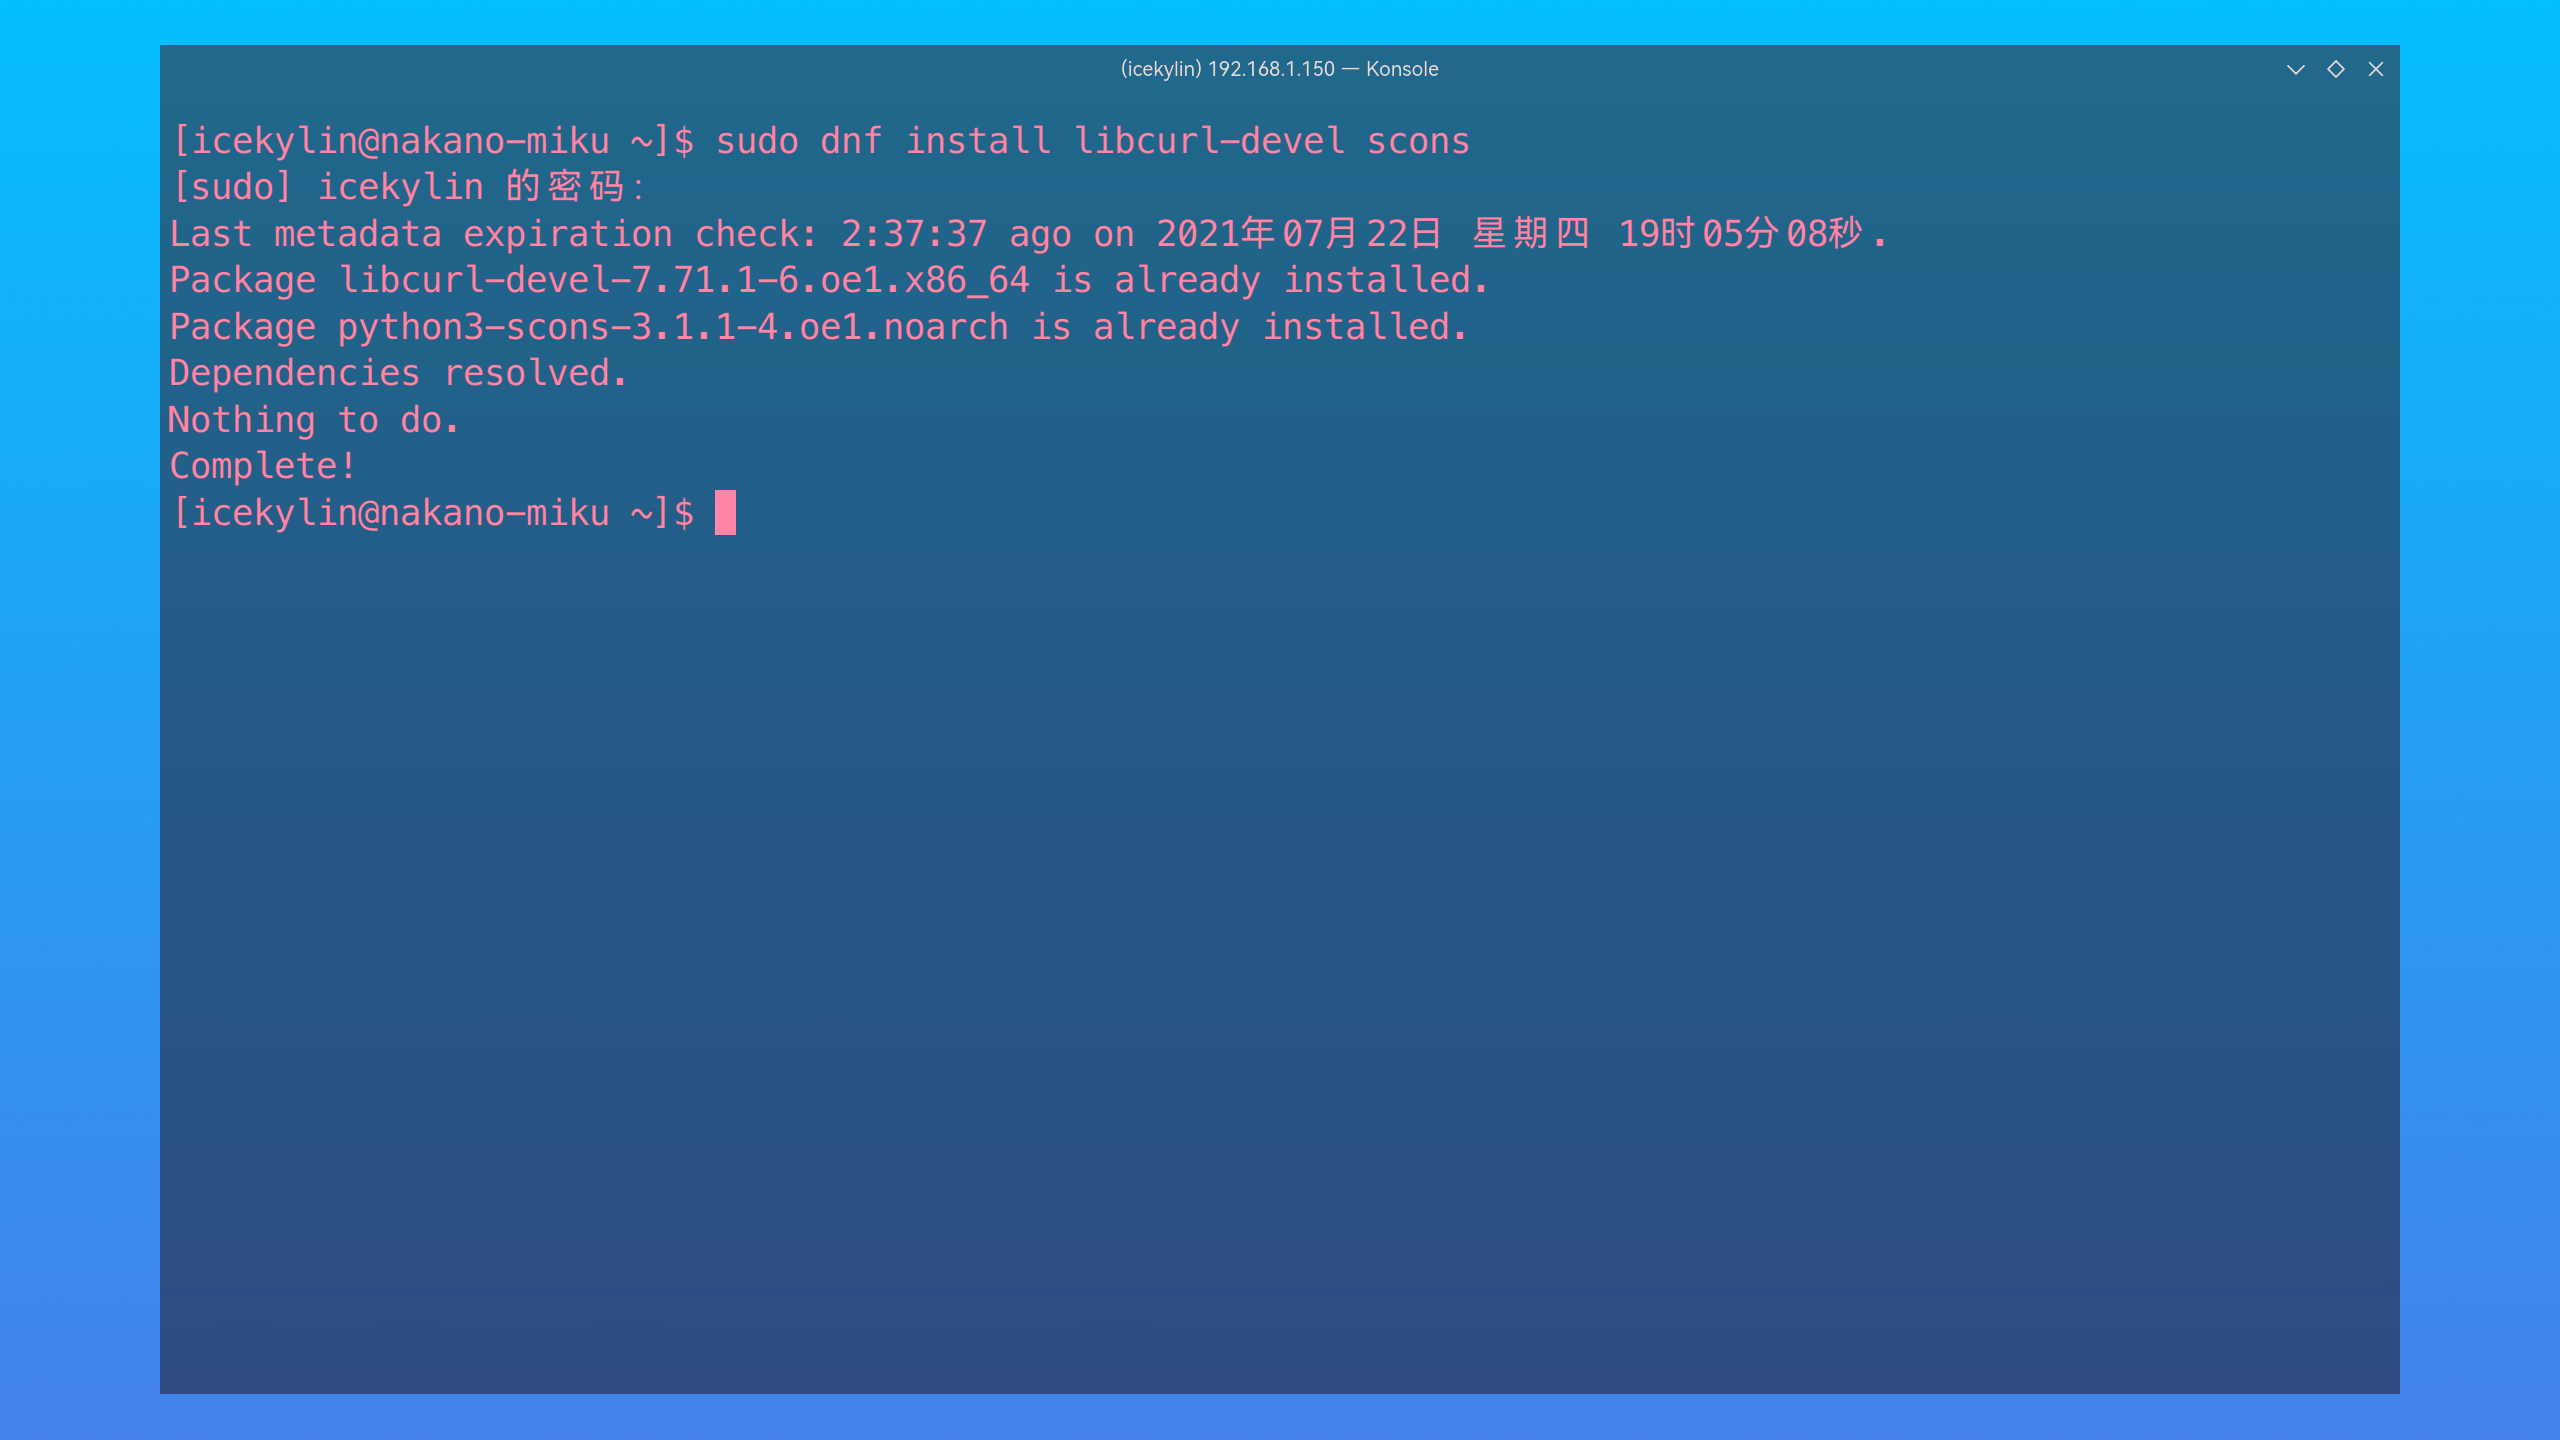 (icekylin) 192.168.1.150 — Konsole
[icekylin@nakano-miku ~]$ sudo dnf install libcurl-devel scons
[sudo] icekylin 的密码：
Last metadata expiration check: 2:37:37 ago on 2021年07月22日 星期四 19时05分08秒.
Package libcurl-devel-7.71.1-6.oe1.x86_64 is already installed.
Package python3-scons-3.1.1-4.oe1.noarch is already installed.
Dependencies resolved.
Nothing to do.
Complete!
[icekylin@nakano-miku ~]$